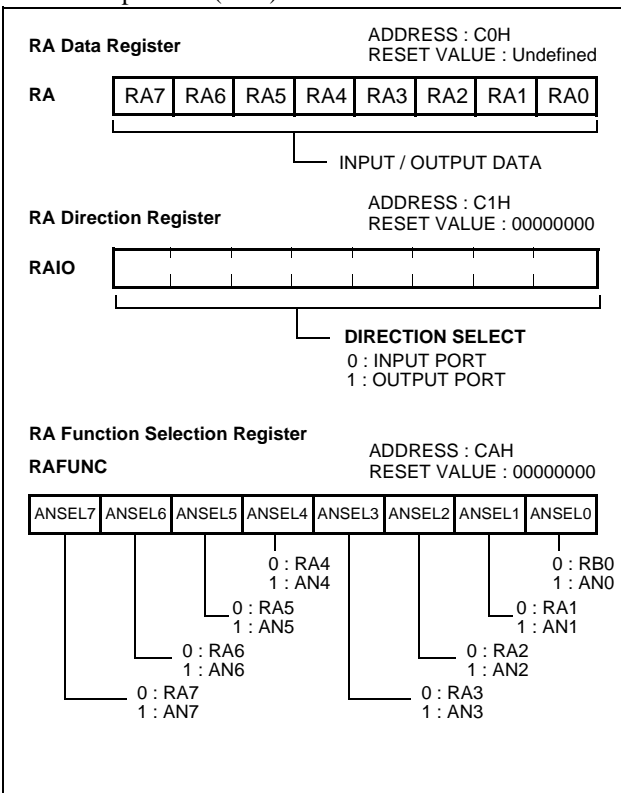 RA Data Register
ADDRESS : C0H
RESET VALUE : Undefined
RA
RA7 RA6 RA5 RA4 RA3 RA2 RA1 RA0
INPUT / OUTPUT DATA
RA Direction Register
ADDRESS : C1H
RESET VALUE : 00000000
RAIO
DIRECTION SELECT
0 : INPUT PORT
1 : OUTPUT PORT
RA Function Selection Register
RAFUNC
ADDRESS : CAH
RESET VALUE : 00000000
ANSEL7 ANSEL6 ANSEL5 ANSEL4 ANSEL3 ANSEL2 ANSEL1 ANSEL0
0 : RA4
1 : AN4
0 : RB0
1 : AN0
0 : RA5
1 : AN5
0 : RA1
1 : AN1
0 : RA6
1 : AN6
0 : RA2
1 : AN2
0 : RA7
1 : AN7
0 : RA3
1 : AN3